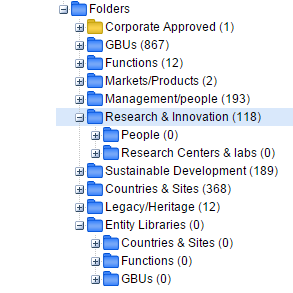 Folders
Corporate Approved (1)
GBUs (867)
Functions (12)
Markets/Products (2)
Management/people (193)
Research & Innovation (118)
People (0)
Research Centers & labs (0)
Sustainable Development (189)
Countries & Sites (368)
Legacy/Heritage (12)
Entity Libraries (0)
Countries & Sites (0)
Functions (0)
GBUs (0)